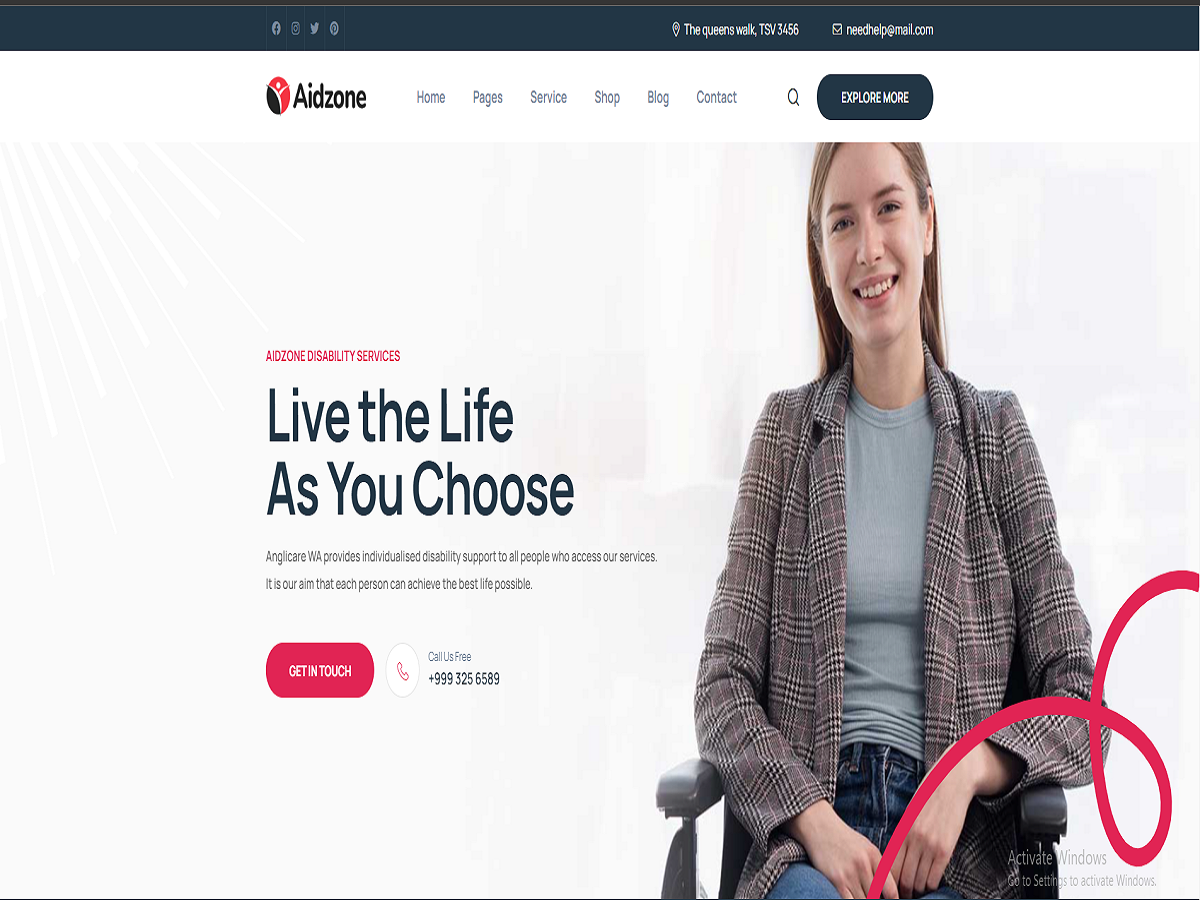 The queens walk, TSV 3456
needhelp@mail.com
Aidzone
Home
Pages
Service
Shop
Blog
Contact
EXPLORE MORE
AIDZONE DISABILITY SERVICES
Live the Life
As You Choose
Anglicare WA provides individualised disability support to all people who access our services.
It is our aim that each person can achieve the best life possible.
GET IN TOUCH
Call Us Free
+999 325 6589
Activate Windows
Go to Settings to activate Windows.